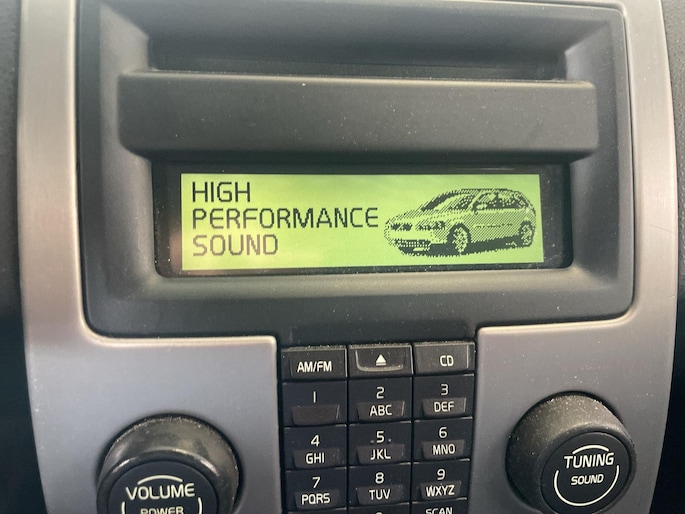 HIGH
PERFORMANCE
SOUND
AM/FM
CD
1
2
ABC
3
DEF
4
GHI
5
JKL
6
MNO
7
PQRS
8
TUV
9
WXYZ
SCAN
VOLUME
POWER
TUNING
SOUND